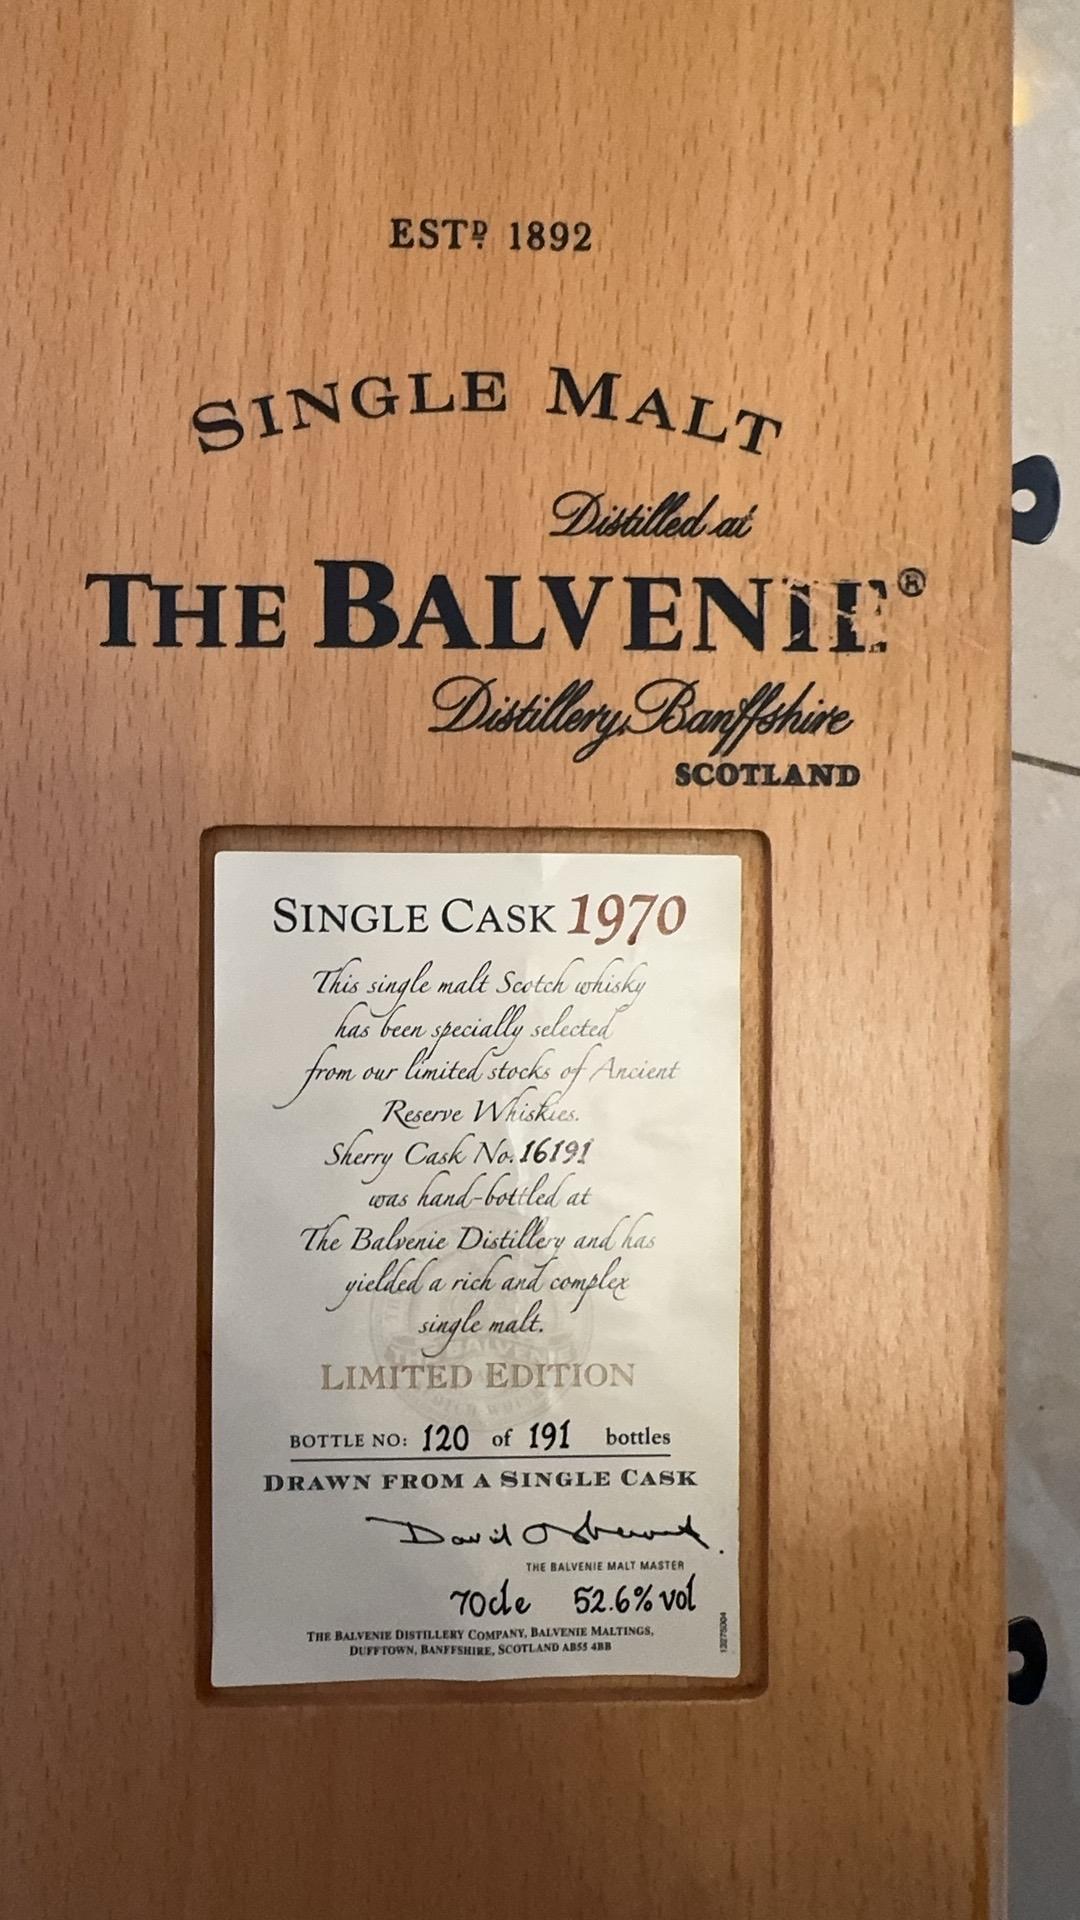 ESTD. 1892
SINGLE MALT
Distilled at
THE BALVENIE®
Distillery, Banffshire
SCOTLAND
SINGLE CASK 1970
This single malt Scotch whisky
has been specially selected
from our limited stocks of Ancient
Reserve Whiskies.
Sherry Cask No. 16191
was hand-bottled at
The Balvenie Distillery and has
yielded a rich and complex
single malt.
LIMITED EDITION
BOTTLE NO: 120 of 191 bottles
DRAWN FROM A SINGLE CASK
THE BALVENIE MALT MASTER
70cle 52.6% vol
THE BALVENIE DISTILLERY COMPANY, BALVENIE MALTINGS,
DUFFTOWN, BANFFSHIRE, SCOTLAND AB55 4BB